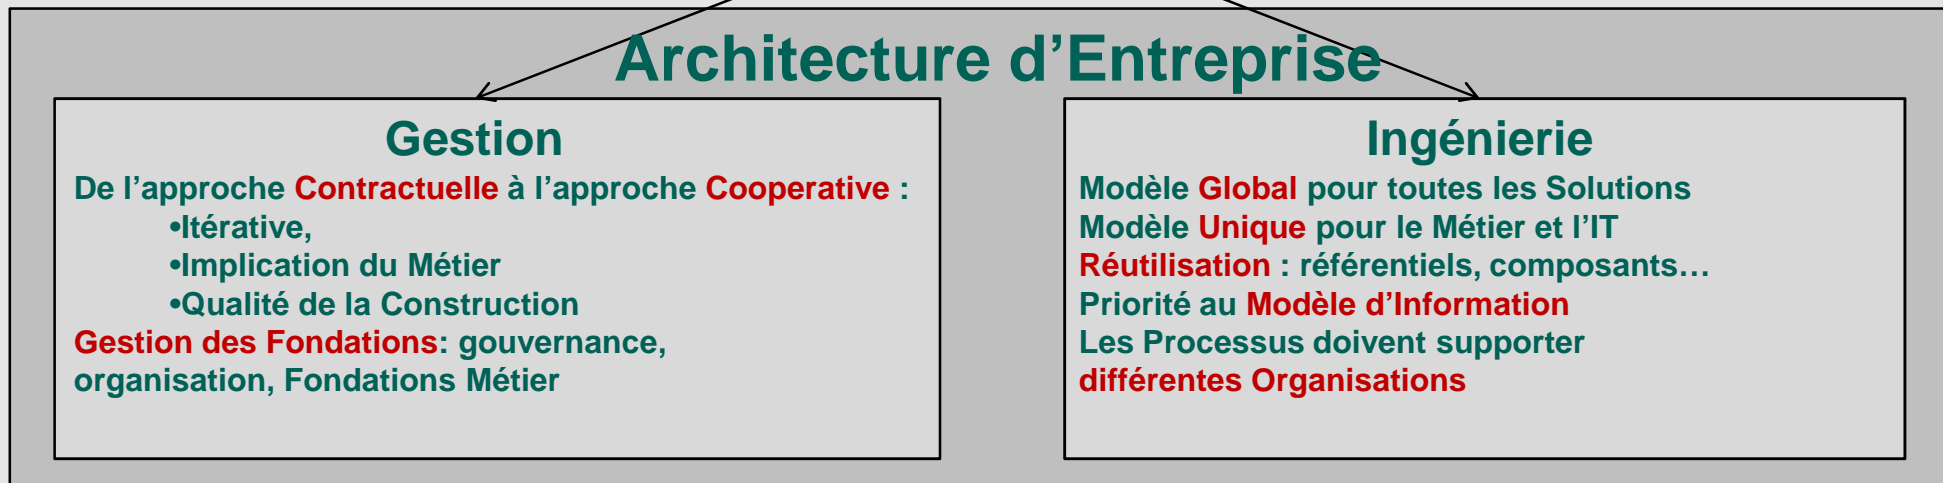 Architecture d’Entreprise
Gestion
De l’approche Contractuelle à l’approche Cooperative :
•Itérative,
•Implication du Métier
•Qualité de la Construction
Gestion des Fondations: gouvernance,
organisation, Fondations Métier
Ingénierie
Modèle Global pour toutes les Solutions
Modèle Unique pour le Métier et l’IT
Réutilisation : référentiels, composants…
Priorité au Modèle d’Information
Les Processus doivent supporter
différentes Organisations